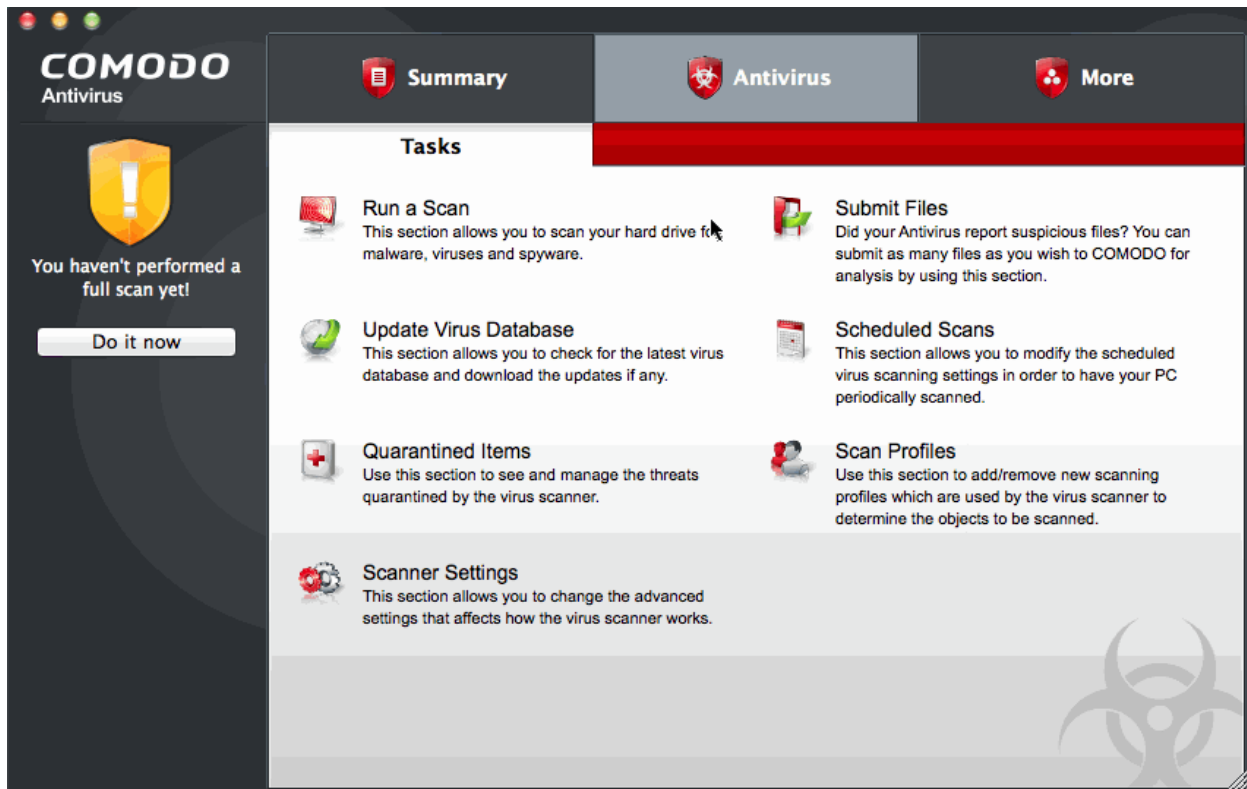 COMODO
Antivirus
Summary
Antivirus
More
Tasks
You haven't performed a
full scan yet!
Do it now
Run a Scan
This section allows you to scan your hard drive for
malware, viruses and spyware.
Submit Files
Did your Antivirus report suspicious files? You can
submit as many files as you wish to COMODO for
analysis by using this section.
Update Virus Database
This section allows you to check for the latest virus
database and download the updates if any.
Scheduled Scans
This section allows you to modify the scheduled
virus scanning settings in order to have your PC
periodically scanned.
Quarantined Items
Use this section to see and manage the threats
quarantined by the virus scanner.
Scan Profiles
Use this section to add/remove new scanning
profiles which are used by the virus scanner to
determine the objects to be scanned.
Scanner Settings
This section allows you to change the advanced
settings that affects how the virus scanner works.